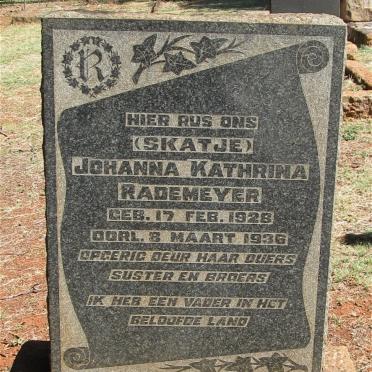 R
HIER RUS ONS
(SKATJE)
JOHANNA KATHRINA
RADEMEYER
GEB. 17 FEB. 1928
OORL. 8 MAART 1936
OPGERIG DEUR HAAR OUERS
SUSTER EN BROERS
IK HEB EEN VADER IN HET
BELOOFDE LAND